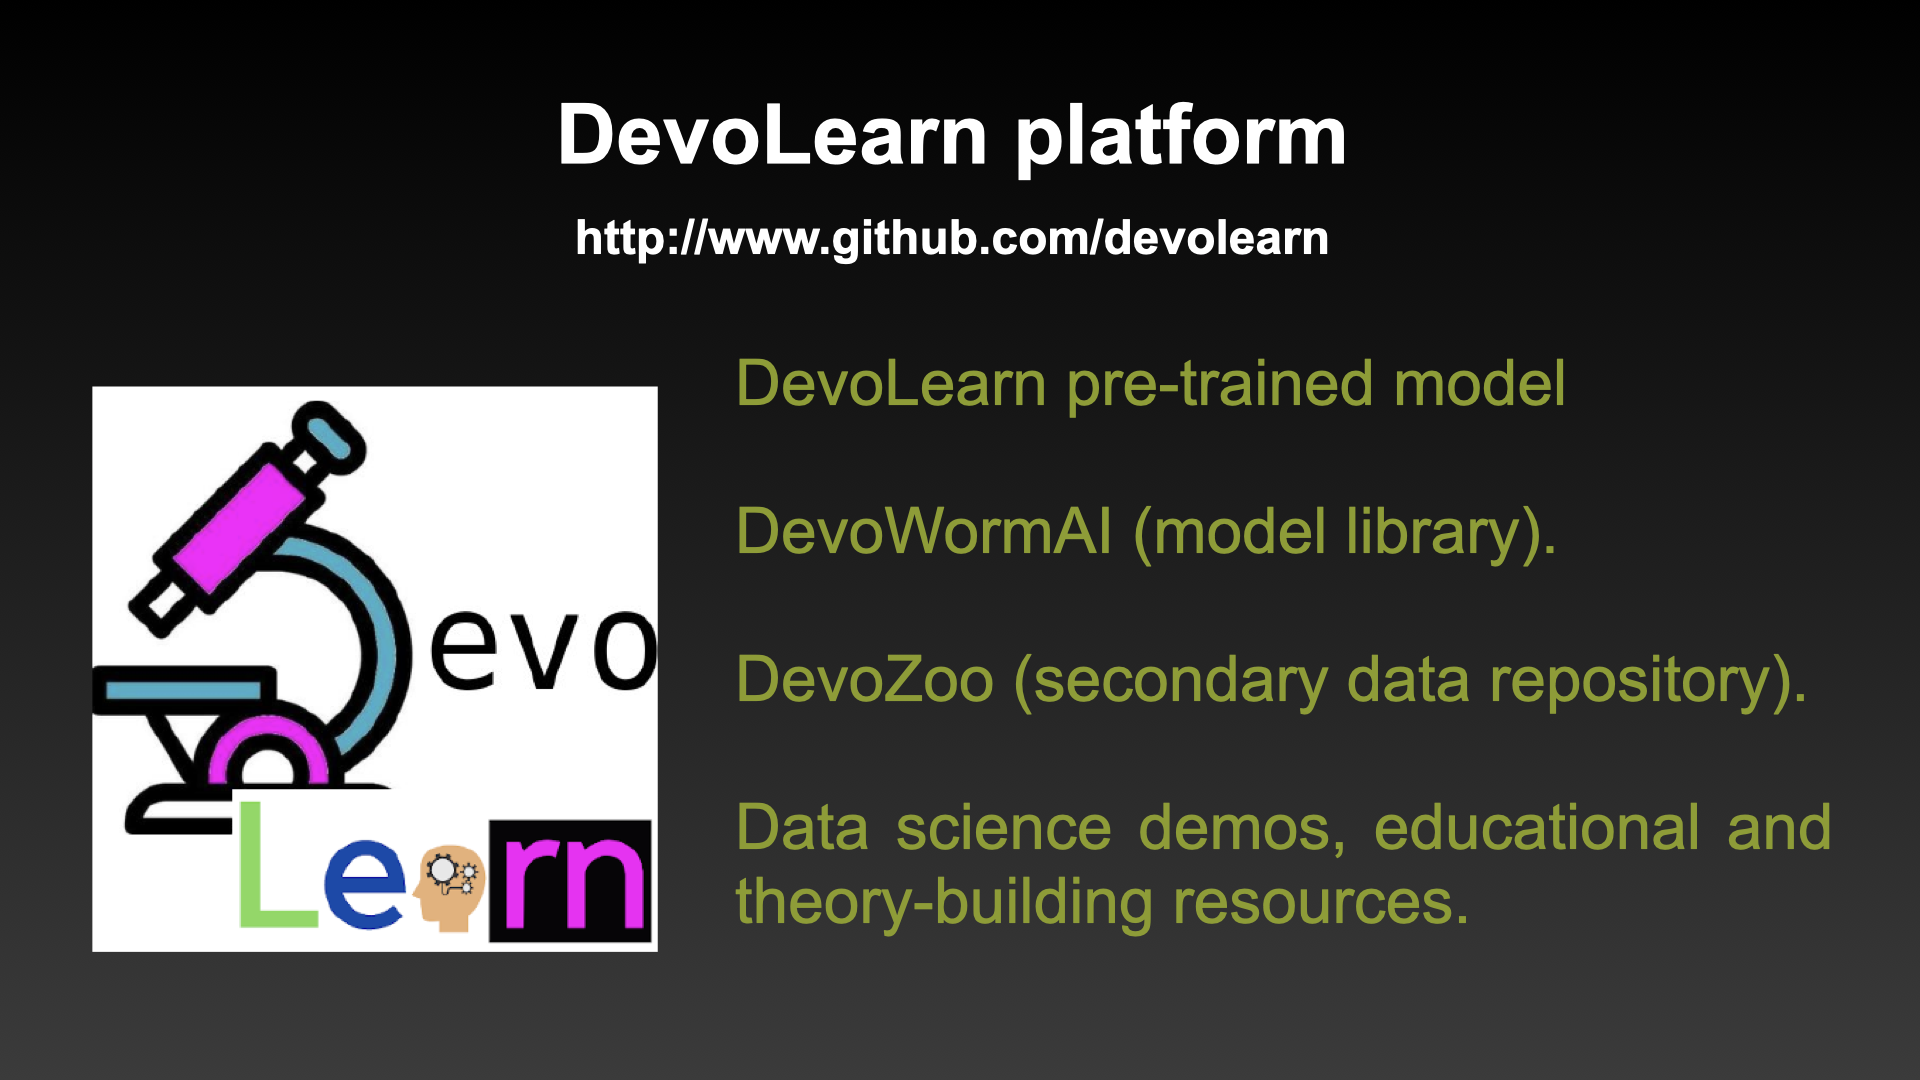 DevoLearn platform
http://www.github.com/devolearn
DevoLearn pre-trained model
DevoWormAI (model library).
DevoZoo (secondary data repository).
Data science demos, educational and
theory-building resources.
evo
Le rn